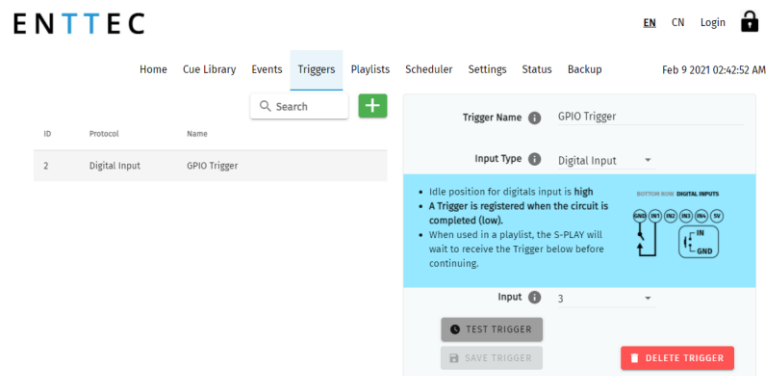 ENTTEC
EN CN Login
Home Cue Library Events Triggers Playlists Scheduler Settings Status Backup Feb 9 2021 02:42:52 AM
Search
ID Protocol Name
2 Digital Input GPIO Trigger
Trigger Name GPIO Trigger
Input Type Digital Input
Idle position for digitals input is high
A Trigger is registered when the circuit is
completed (low).
When used in a playlist, the S-PLAY will
wait to receive the Trigger below before
continuing.
BOTTOM ROW DIGITAL INPUTS
GND IN1 IN2 IN3 IN4 5V
IN
GND
Input 3
TEST TRIGGER
SAVE TRIGGER
DELETE TRIGGER